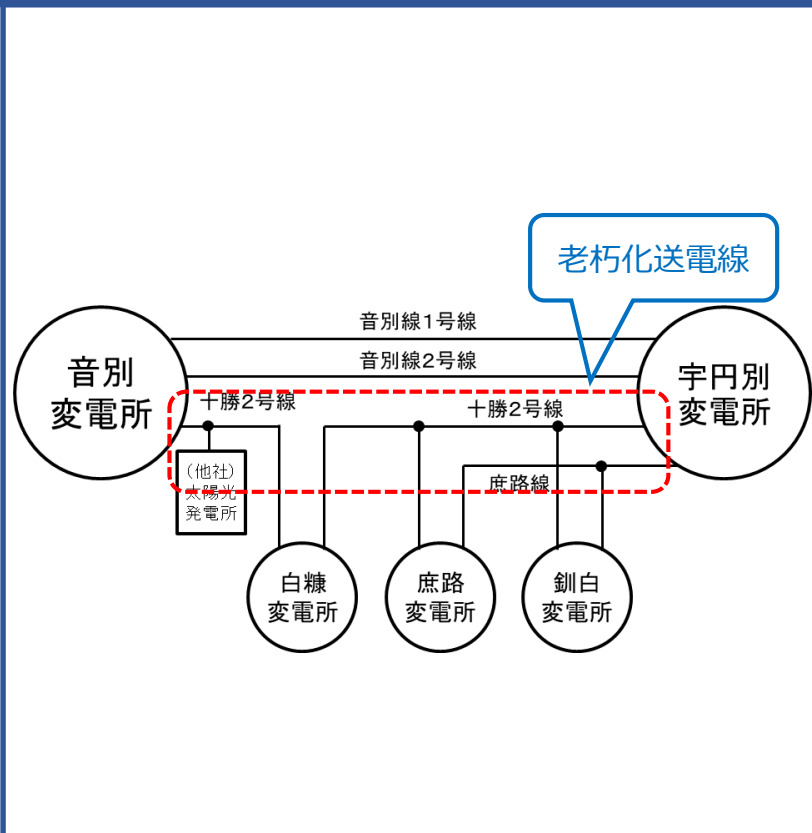 老朽化送電線
音別線1号線
音別線2号線
音別
変電所
宇円別
変電所
十勝2号線
十勝2号線
庶路線
(他社)
太陽光
発電所
白糠
変電所
庶路
変電所
釧白
変電所